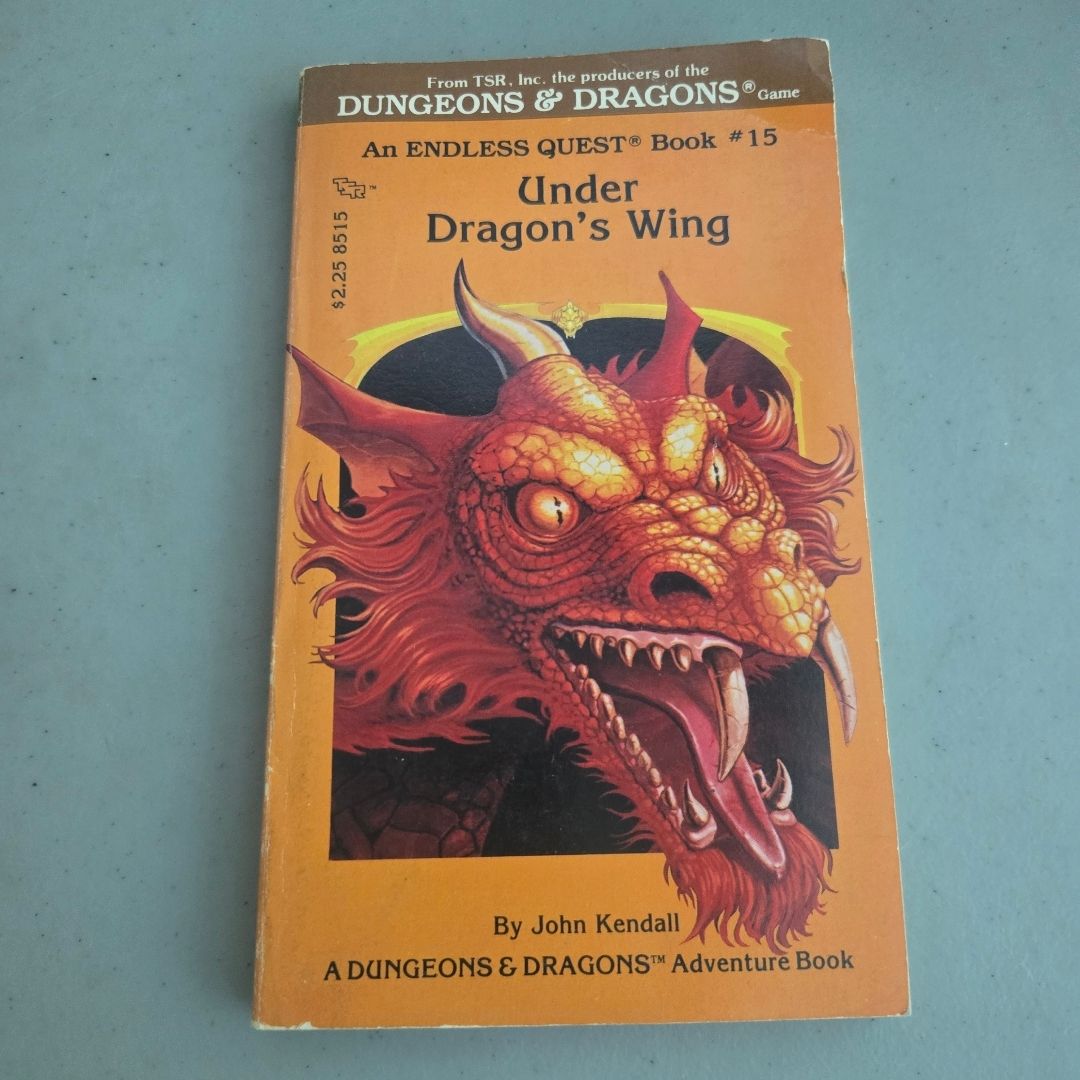 From TSR, Inc. the producers of the
DUNGEONS & DRAGONS® Game
An ENDLESS QUEST® Book #15
TSR™
$2.25 8515
Under
Dragon's Wing
By John Kendall
A DUNGEONS & DRAGONS™ Adventure Book